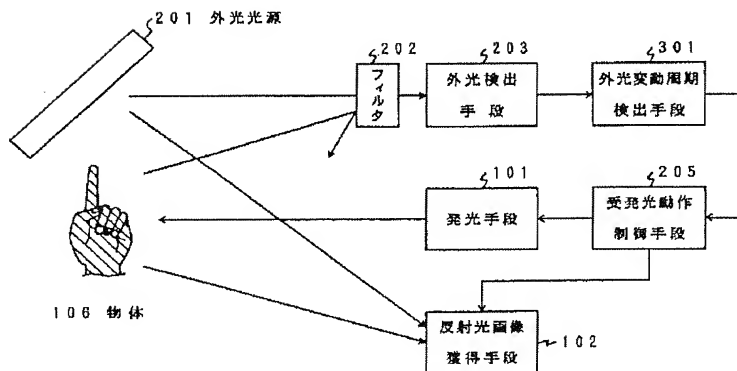 201 外光光源
202
フィルタ
203
外光検出
手段
301
外光変動周期
検出手段
101
発光手段
205
受発光動作
制御手段
106 物体
反射光画像
獲得手段
102